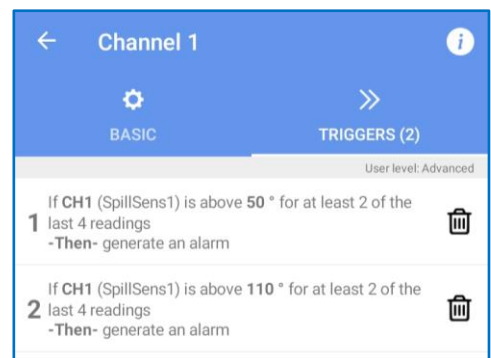 Channel 1
i
BASIC
TRIGGERS (2)
User level: Advanced
If CH1 (SpillSens1) is above 50 ° for at least 2 of the
1 last 4 readings
-Then- generate an alarm
If CH1 (SpillSens1) is above 110 ° for at least 2 of the
2 last 4 readings
-Then- generate an alarm